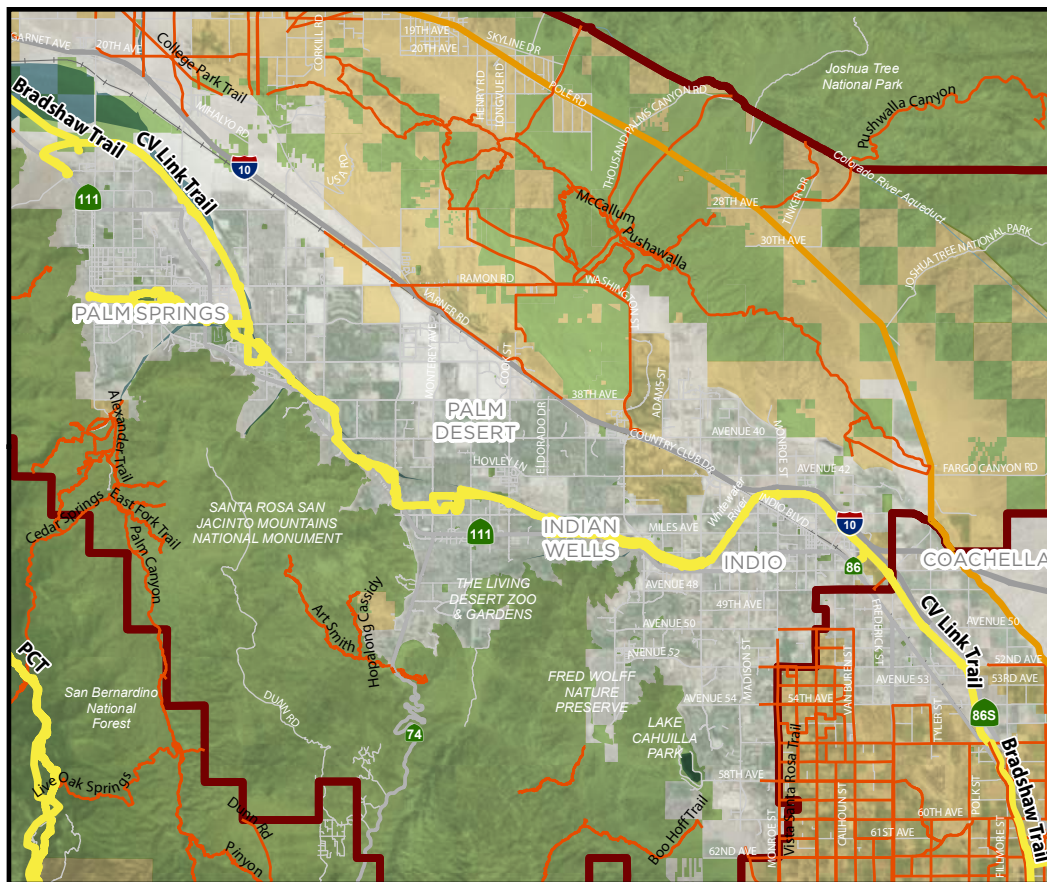 GARNET AVE
20TH AVE
College Park Trail
CORKILL RD
19TH AVE
20TH AVE
SKYLINE DR
HENRY RD
LONGVUE RD
POLE RD
THOUSAND PALMS CANYON RD
Joshua Tree
National Park
Pushwalla Canyon
Bradshaw Trail
CV Link Trail
MIHALYO RD
10
111
USA RD
Colorado River Aqueduct
28TH AVE
TINKER DR
30TH AVE
McCallum
Pushawalla
JOSHUA TREE NATIONAL PARK
RAMON RD
WASHINGTON ST
VARNER RD
PALM SPRINGS
MONTEREY AVE
COOK ST
38TH AVE
ADAMS ST
Alexander Trail
PALM
DESERT
ELDORADO DR
COUNTRY CLUB DR
AVENUE 40
MONROE ST
AVENUE 42
FARGO CANYON RD
HOVLEY LN
Cedar Springs
East Fork Trail
Palm Canyon
SANTA ROSA SAN
JACINTO MOUNTAINS
NATIONAL MONUMENT
111
INDIAN
WELLS
MILES AVE
Whitewater
River
INDIO BLVD
10
INDIO
86
COACHELLA
THE LIVING
DESERT ZOO
& GARDENS
AVENUE 48
49TH AVE
AVENUE 50
AVENUE 52
FREDERICK ST
CV Link Trail
AVENUE 50
52ND AVE
53RD AVE
AVENUE 53
Art Smith
Hopalong Cassidy
PCT
San Bernardino
National
Forest
DUNN RD
74
FRED WOLFF
NATURE
PRESERVE
MADISON ST
AVENUE 54
54TH AVE
VAN BUREN ST
TYLER ST
86S
LAKE
CAHUILLA
PARK
58TH AVE
Vista Santa Rosa Trail
Bradshaw Trail
Live Oak Springs
Dunn Rd
Pinyon
Boo Hoff Trail
MONROE ST
CALHOUN ST
POLK ST
60TH AVE
61ST AVE
62ND AVE
FILLMORE ST